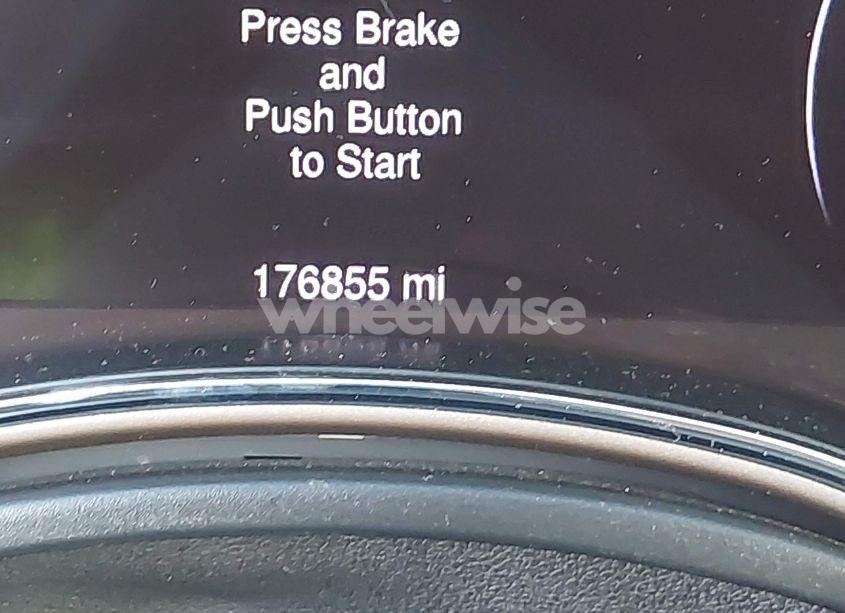 Press Brake
and
Push Button
to Start
176855 mi
wheelwise